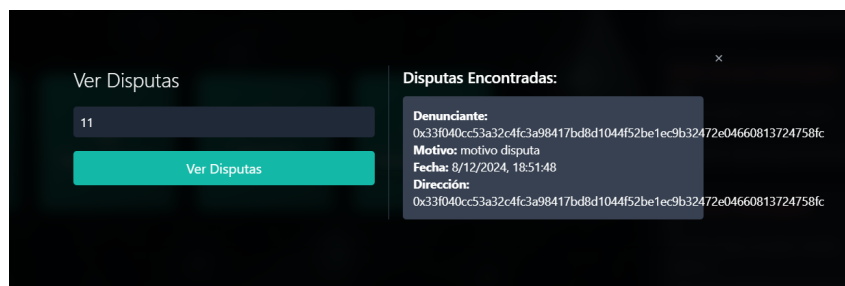 ×
Ver Disputas
11
Ver Disputas
Disputas Encontradas:
Denunciante:
0x33f040cc53a32c4fc3a98417bd8d1044f52be1ec9b32472e04660813724758fc
Motivo: motivo disputa
Fecha: 8/12/2024, 18:51:48
Dirección:
0x33f040cc53a32c4fc3a98417bd8d1044f52be1ec9b32472e04660813724758fc